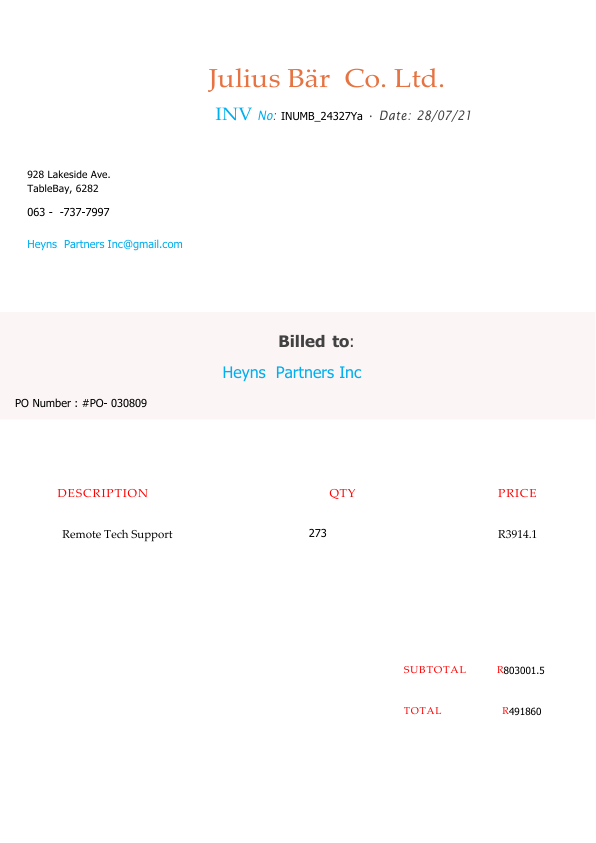 Julius Bär  Co. Ltd.
INV No: INUMB_24327Ya · Date: 28/07/21
928 Lakeside Ave.
TableBay, 6282
063 -  -737-7997
Heyns  Partners Inc@gmail.com
Billed to:
Heyns  Partners Inc
PO Number : #PO- 030809
DESCRIPTION QTY PRICE
Remote Tech Support 273 R3914.1
SUBTOTAL R803001.5
TOTAL R491860